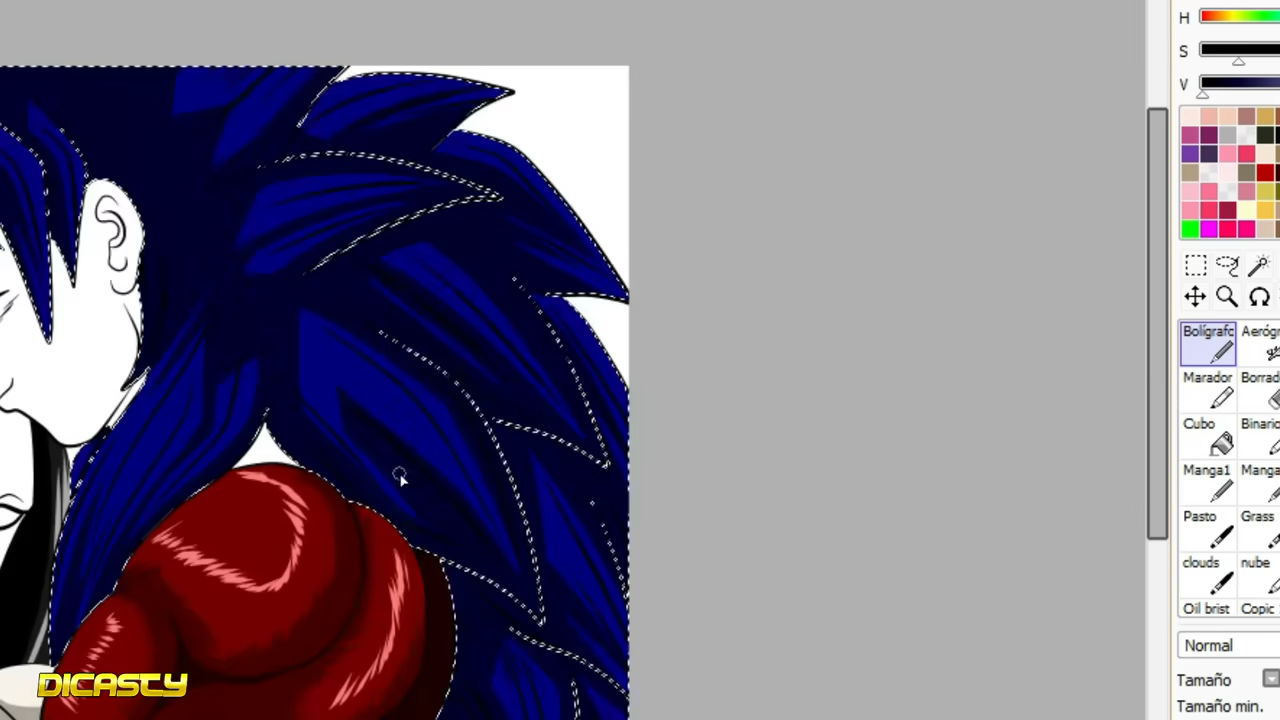 H
S
V
Bolígrafo Aeróg
Marador Borrad
Cubo Binario
Manga1 Manga
Pasto Grass
clouds nube
Oil brist Copic
Normal
Tamaño
Tamaño min.
DICASTY